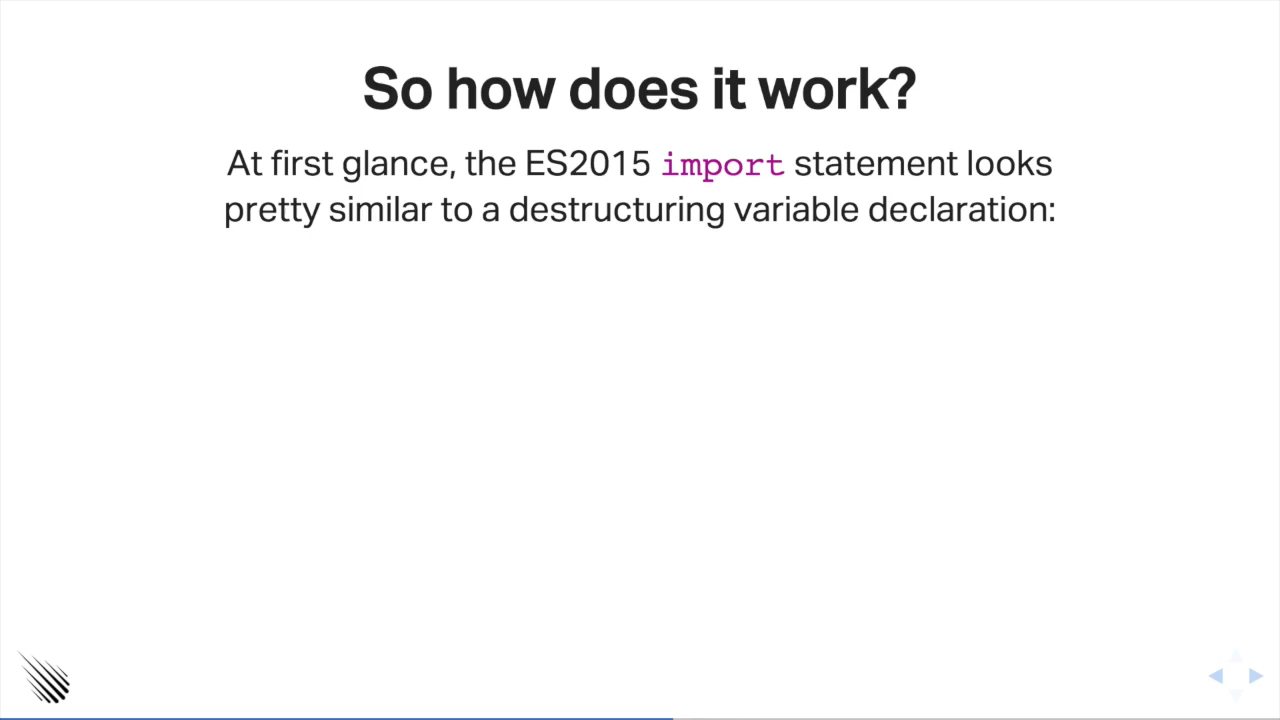 So how does it work?
At first glance, the ES2015 import statement looks
pretty similar to a destructuring variable declaration: